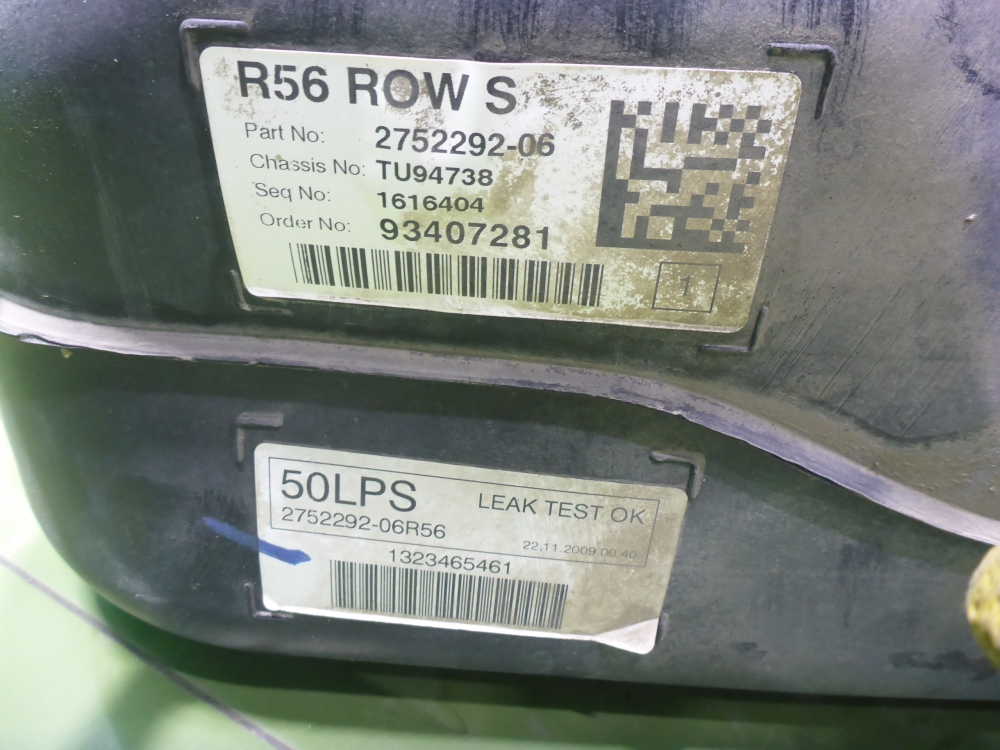 R56 ROW S
Part No: 2752292-06
Chassis No: TU94738
Seq No: 1616404
Order No: 93407281
1
50LPS LEAK TEST OK
2752292-06R56
22.11.2009 00.40
1323465461